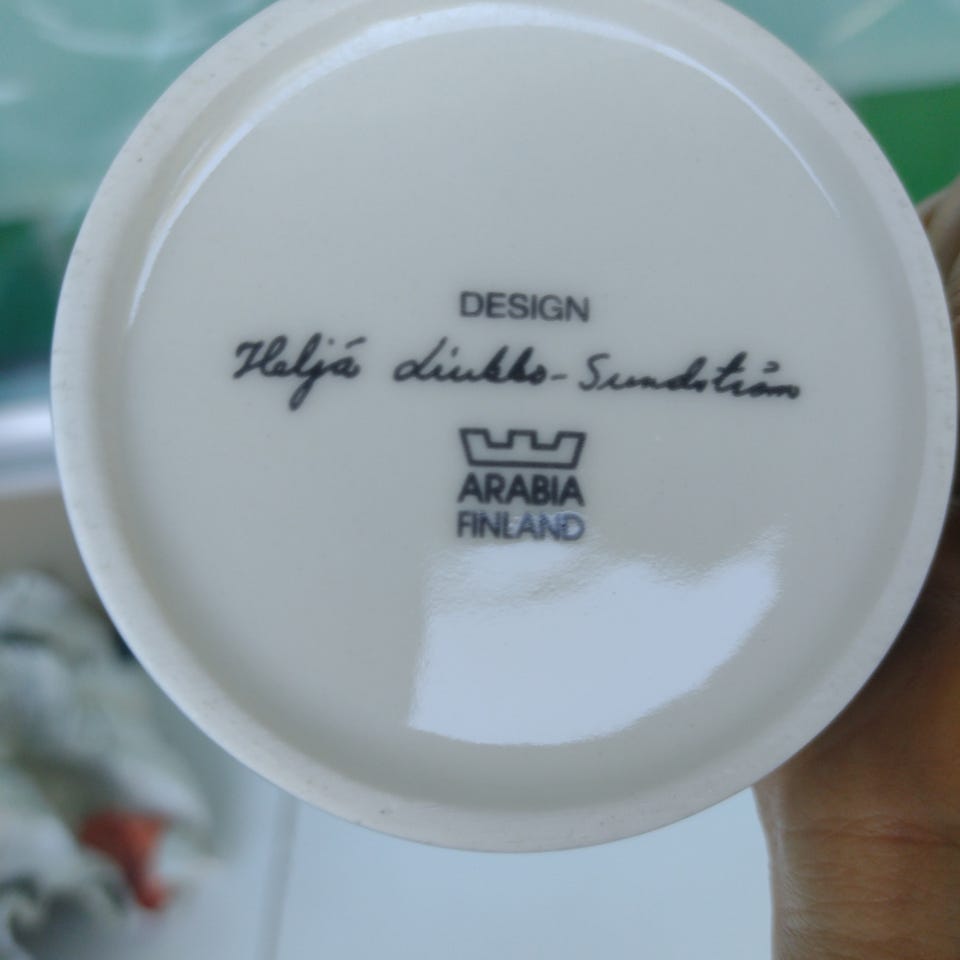 DESIGN
Heljä Liukko-Sundström
ARABIA
FINLAND